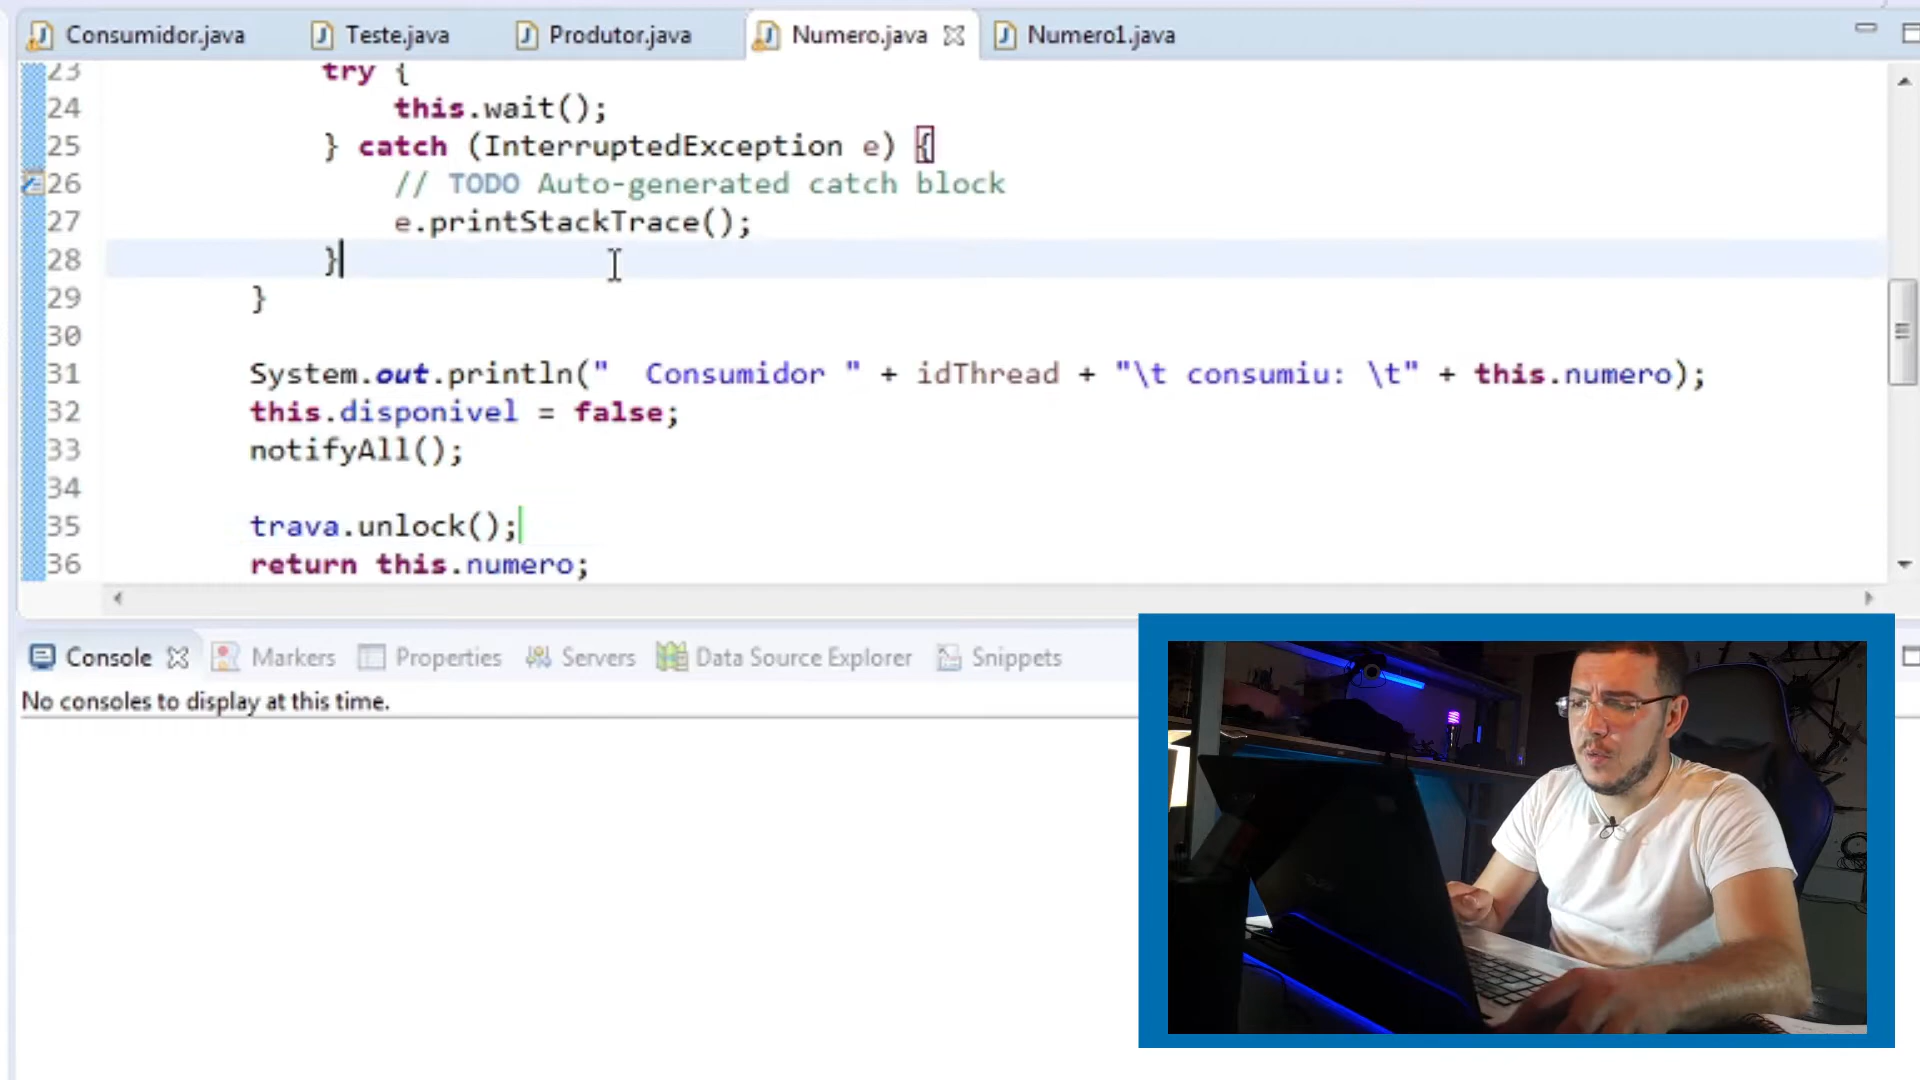 Consumidor.java Teste.java Produtor.java Numero.java Numero1.java
23 try {
24 this.wait();
25 } catch (InterruptedException e) {
26 // TODO Auto-generated catch block
27 e.printStackTrace();
28 }
29 }
30
31 System.out.println("  Consumidor " + idThread + "\t consumiu: \t" + this.numero);
32 this.disponivel = false;
33 notifyAll();
34
35 trava.unlock();
36 return this.numero;
Console Markers Properties Servers Data Source Explorer Snippets
No consoles to display at this time.